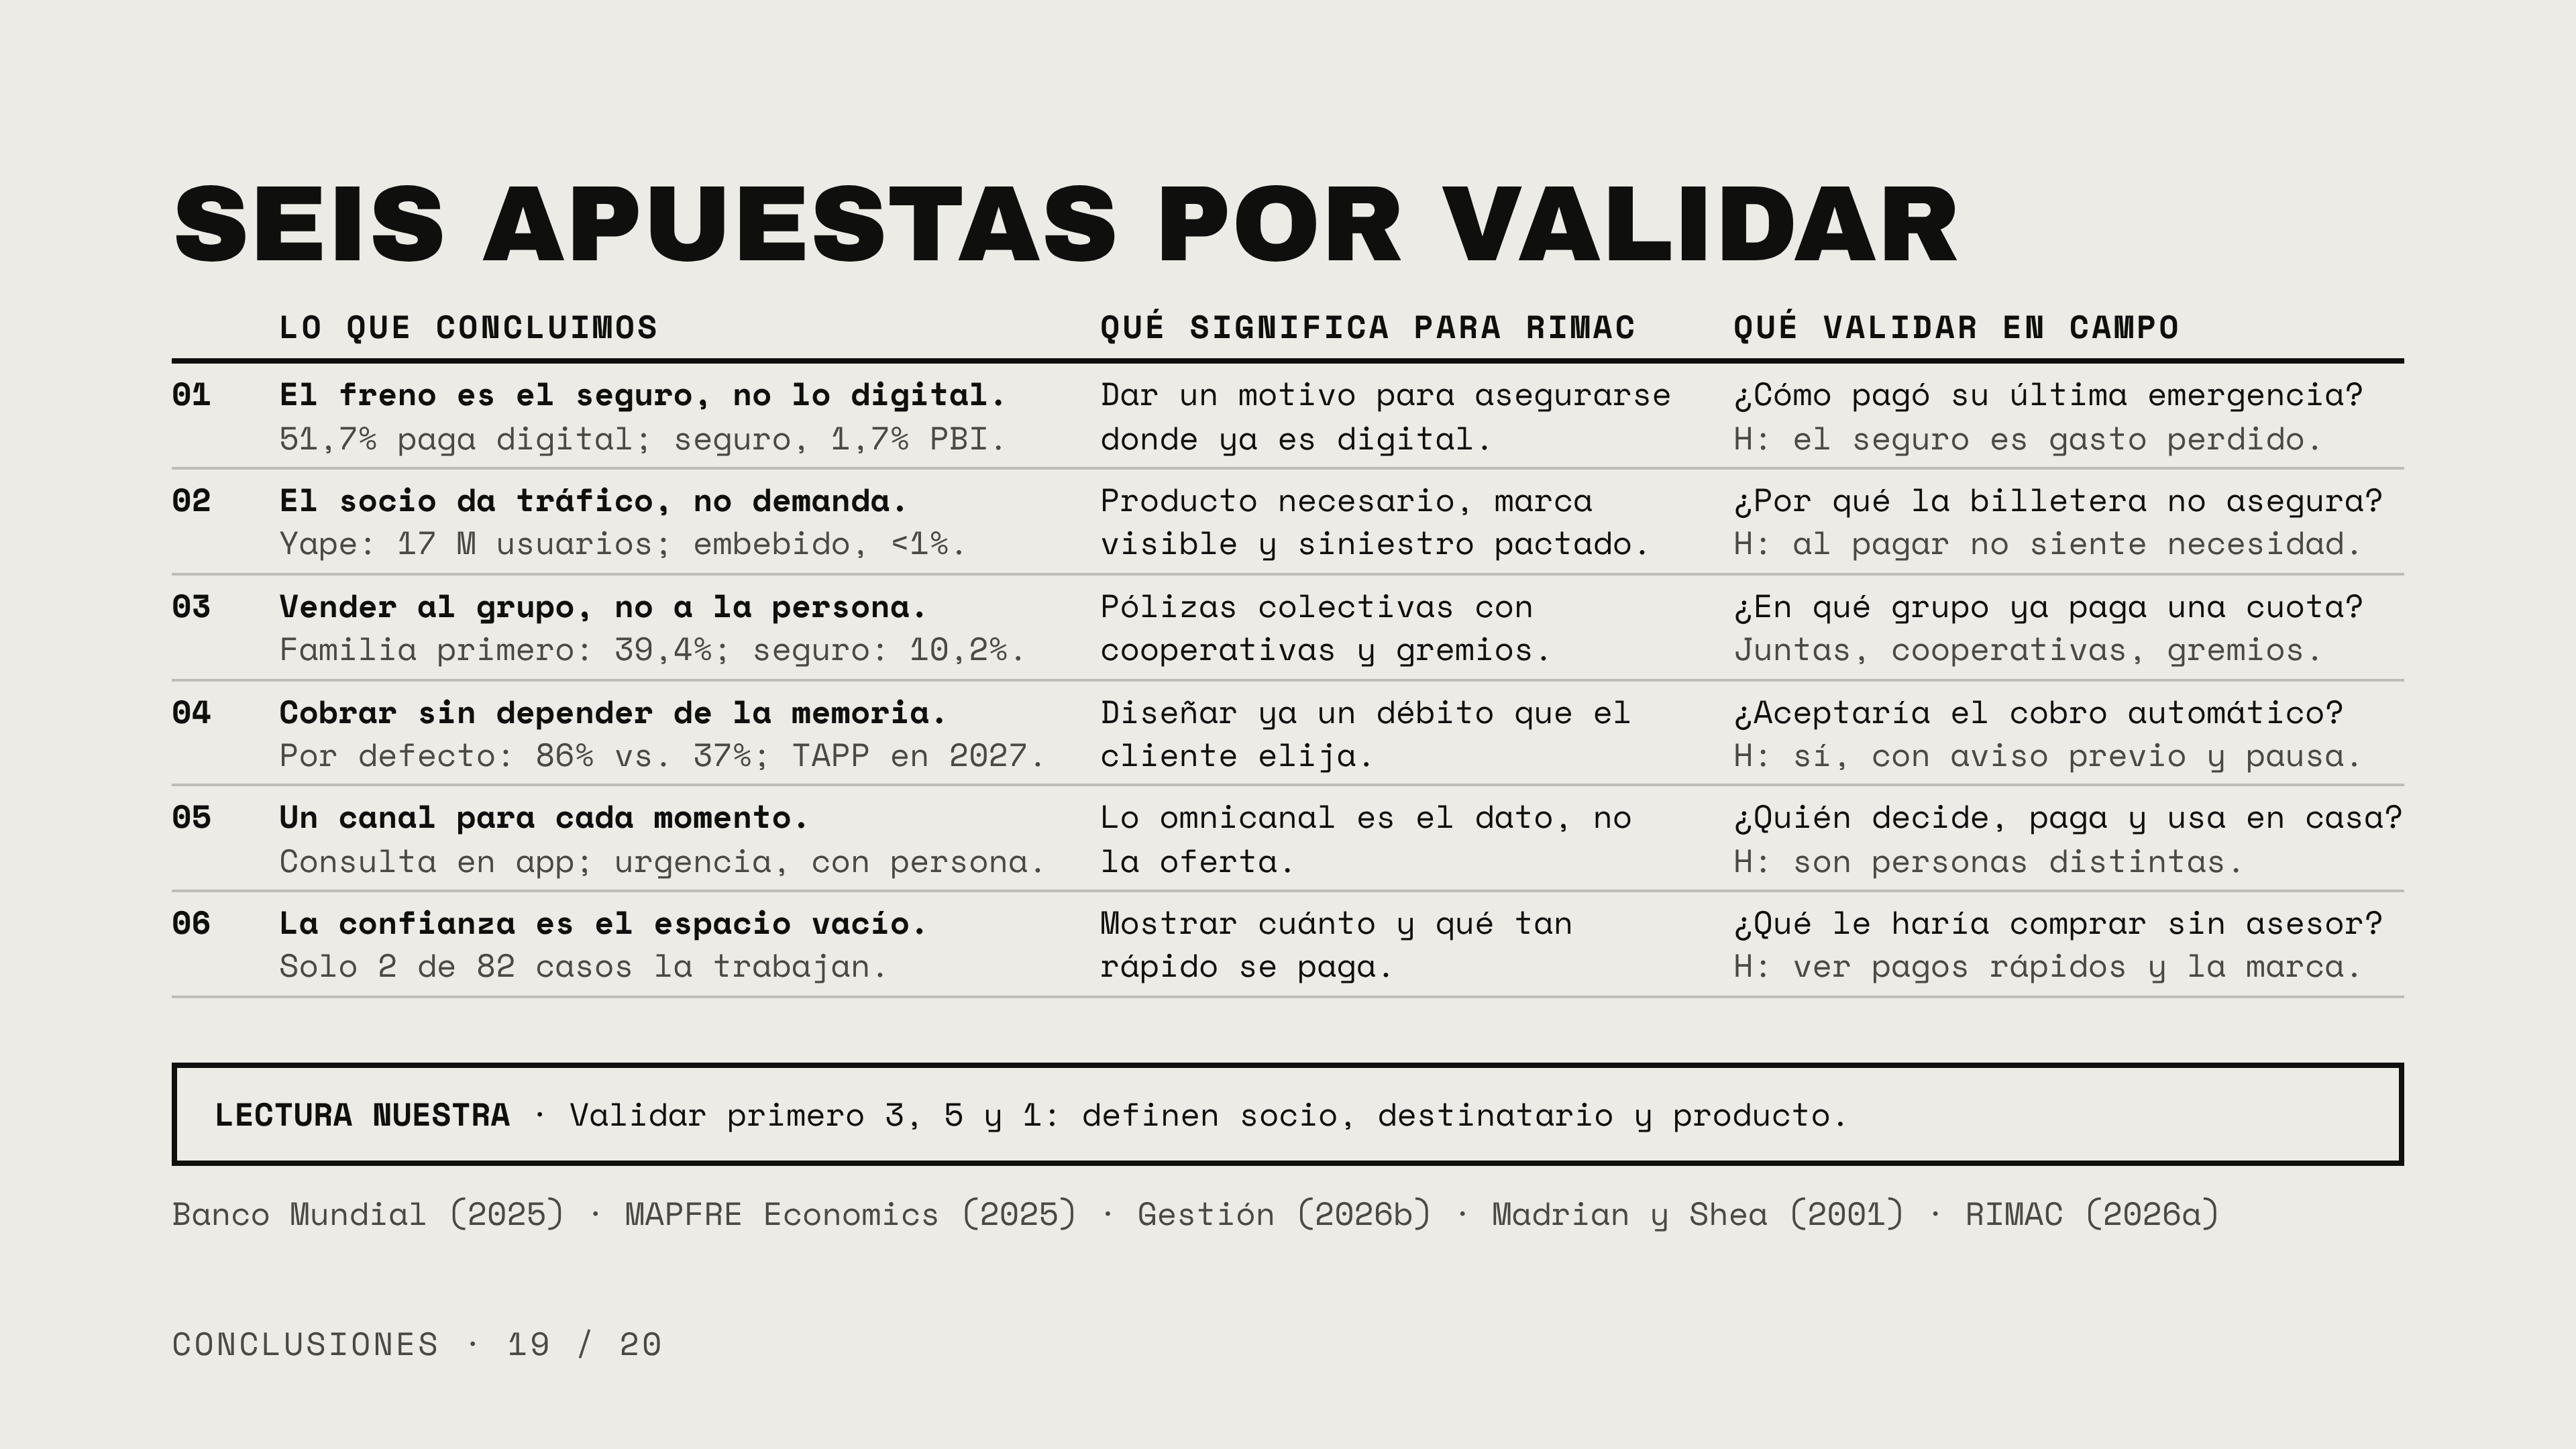 SEIS APUESTAS POR VALIDAR
LO QUE CONCLUIMOS QUÉ SIGNIFICA PARA RIMAC QUÉ VALIDAR EN CAMPO
01 El freno es el seguro, no lo digital. Dar un motivo para asegurarse ¿Cómo pagó su última emergencia?
51,7% paga digital; seguro, 1,7% PBI. donde ya es digital. H: el seguro es gasto perdido.
02 El socio da tráfico, no demanda. Producto necesario, marca ¿Por qué la billetera no asegura?
Yape: 17 M usuarios; embebido, <1%. visible y siniestro pactado. H: al pagar no siente necesidad.
03 Vender al grupo, no a la persona. Pólizas colectivas con ¿En qué grupo ya paga una cuota?
Familia primero: 39,4%; seguro: 10,2%. cooperativas y gremios. Juntas, cooperativas, gremios.
04 Cobrar sin depender de la memoria. Diseñar ya un débito que el ¿Aceptaría el cobro automático?
Por defecto: 86% vs. 37%; TAPP en 2027. cliente elija. H: sí, con aviso previo y pausa.
05 Un canal para cada momento. Lo omnicanal es el dato, no ¿Quién decide, paga y usa en casa?
Consulta en app; urgencia, con persona. la oferta. H: son personas distintas.
06 La confianza es el espacio vacío. Mostrar cuánto y qué tan ¿Qué le haría comprar sin asesor?
Solo 2 de 82 casos la trabajan. rápido se paga. H: ver pagos rápidos y la marca.
LECTURA NUESTRA · Validar primero 3, 5 y 1: definen socio, destinatario y producto.
Banco Mundial (2025) · MAPFRE Economics (2025) · Gestión (2026b) · Madrian y Shea (2001) · RIMAC (2026a)
CONCLUSIONES · 19 / 20